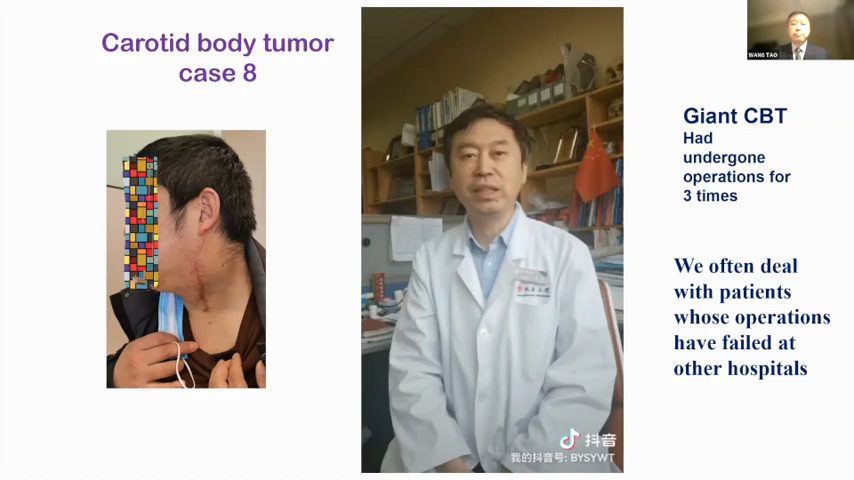 Carotid body tumor
case 8
WANG TAO
Giant CBT
Had
undergone
operations for
3 times
We often deal
with patients
whose operations
have failed at
other hospitals
抖音
我的抖音号: BYSYWT